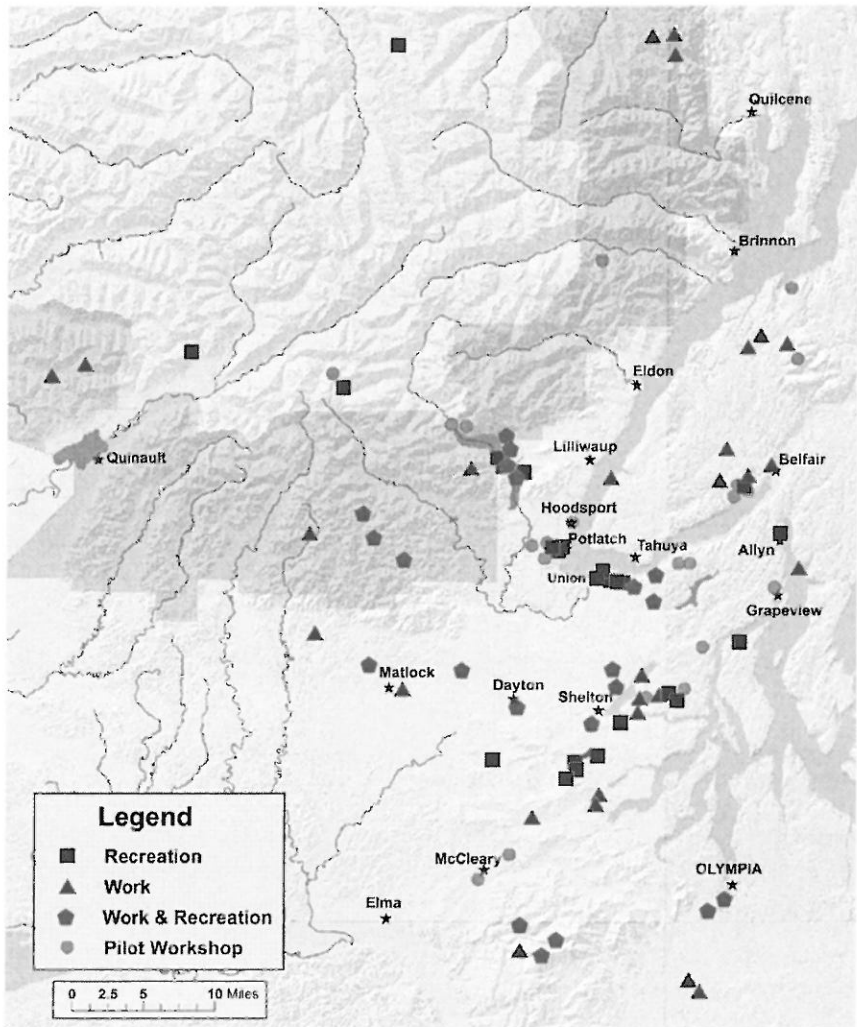 Quilcene
Brinnon
Eldon
Quinault
Lilliwaup
Belfair
Hoodsport
Potlatch
Tahuya
Allyn
Union
Grapeview
Matlock
Dayton
Shelton
McCleary
OLYMPIA
Elma
Legend
Recreation
Work
Work & Recreation
Pilot Workshop
0 2.5 5 10 Miles